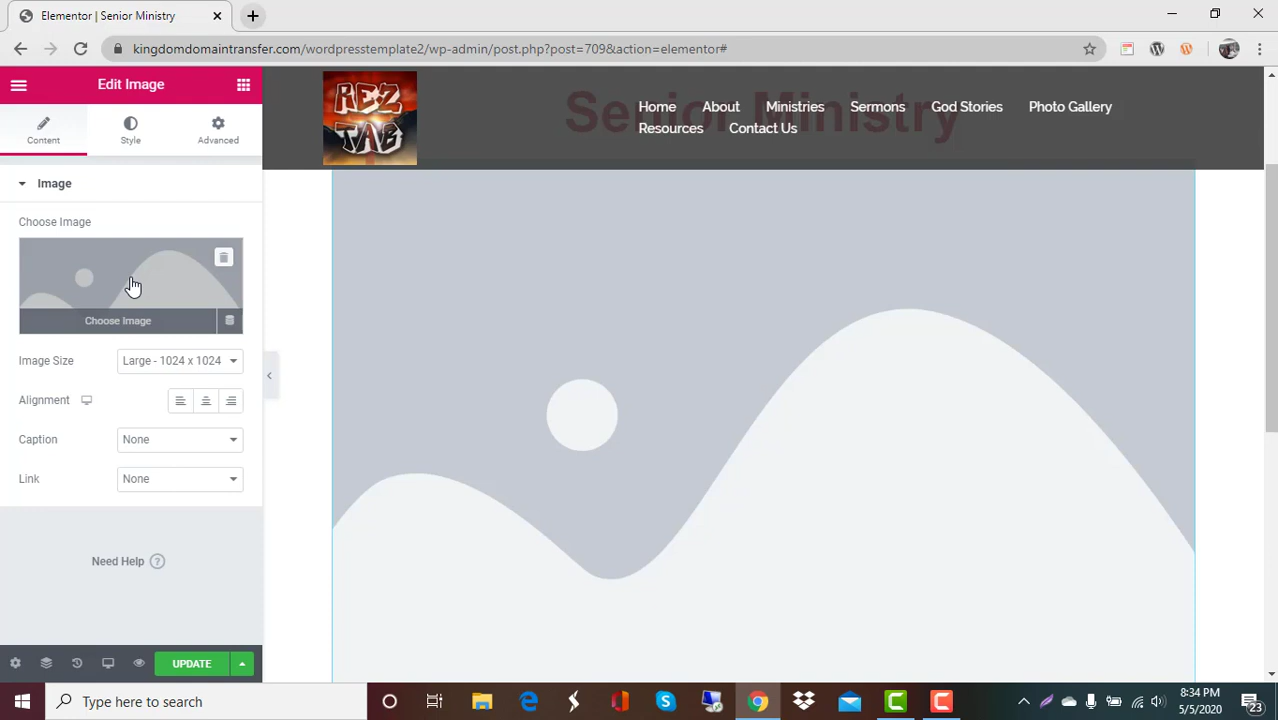 Elementor | Senior Ministry
kingdomdomaintransfer.com/wordpresstemplate2/wp-admin/post.php?post=709&action=elementor#
Edit Image
Content
Style
Advanced
Image
Choose Image
Choose Image
Image Size
Large - 1024 x 1024
Alignment
Caption
None
Link
None
Need Help ?
UPDATE
REZ
TAB
Senior Ministry
Home About Ministries Sermons God Stories Photo Gallery
Resources Contact Us
Type here to search
8:34 PM
5/5/2020
23